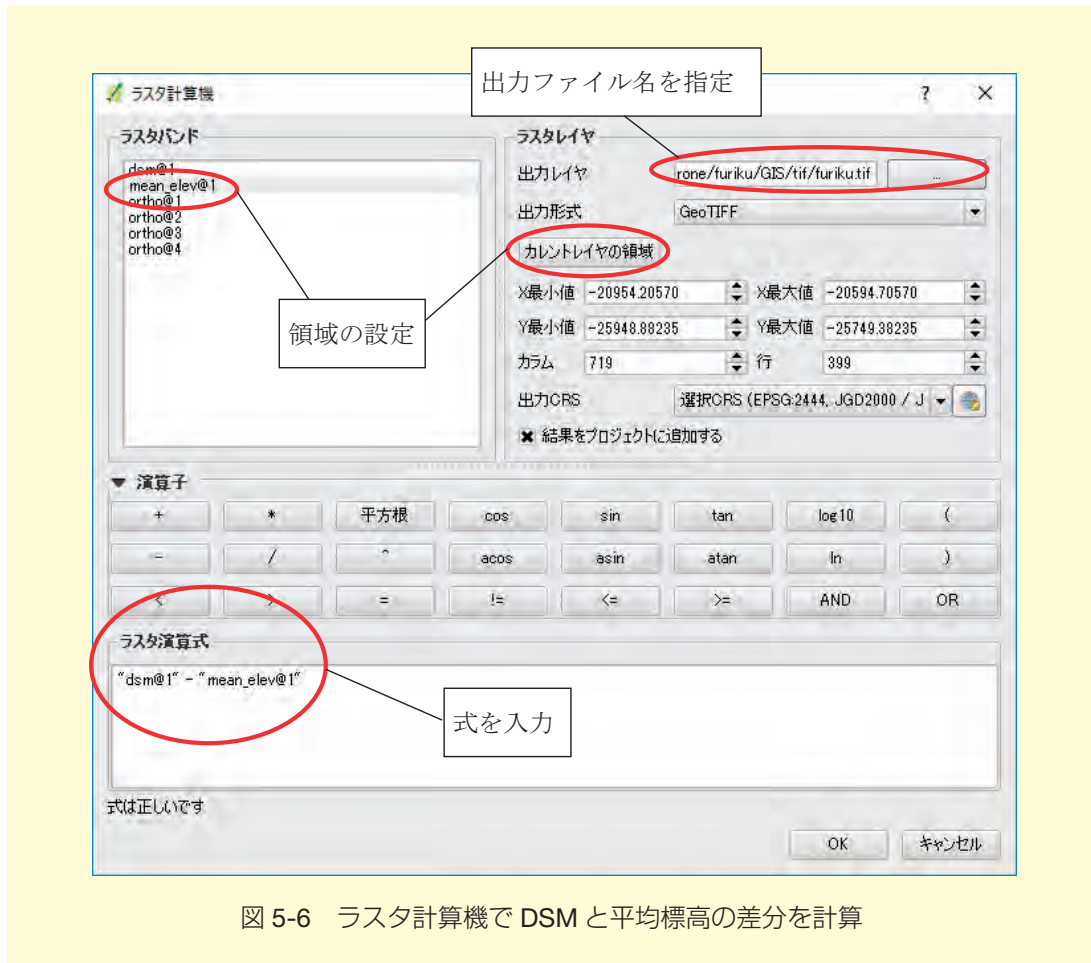 出力ファイル名を指定
ラスタ計算機
? ×
ラスタバンド
dsm@1
mean_elev@1
ortho@1
ortho@2
ortho@3
ortho@4
領域の設定
ラスタレイヤ
出力レイヤ rone/furiku/GIS/tif/furiku.tif ...
出力形式 GeoTIFF
カレントレイヤの領域
X最小値 -20954.20570 X最大値 -20594.70570
Y最小値 -25948.88235 Y最大値 -25749.38235
カラム 719 行 399
出力CRS 選択CRS (EPSG:2444, JGD2000 / J
結果をプロジェクトに追加する
演算子
+ * 平方根 cos sin tan log10 (
- / ^ acos asin atan ln )
< > = != <= >= AND OR
ラスタ演算式
"dsm@1" - "mean_elev@1"
式を入力
式は正しいです
OK キャンセル
図 5-6 ラスタ計算機で DSM と平均標高の差分を計算